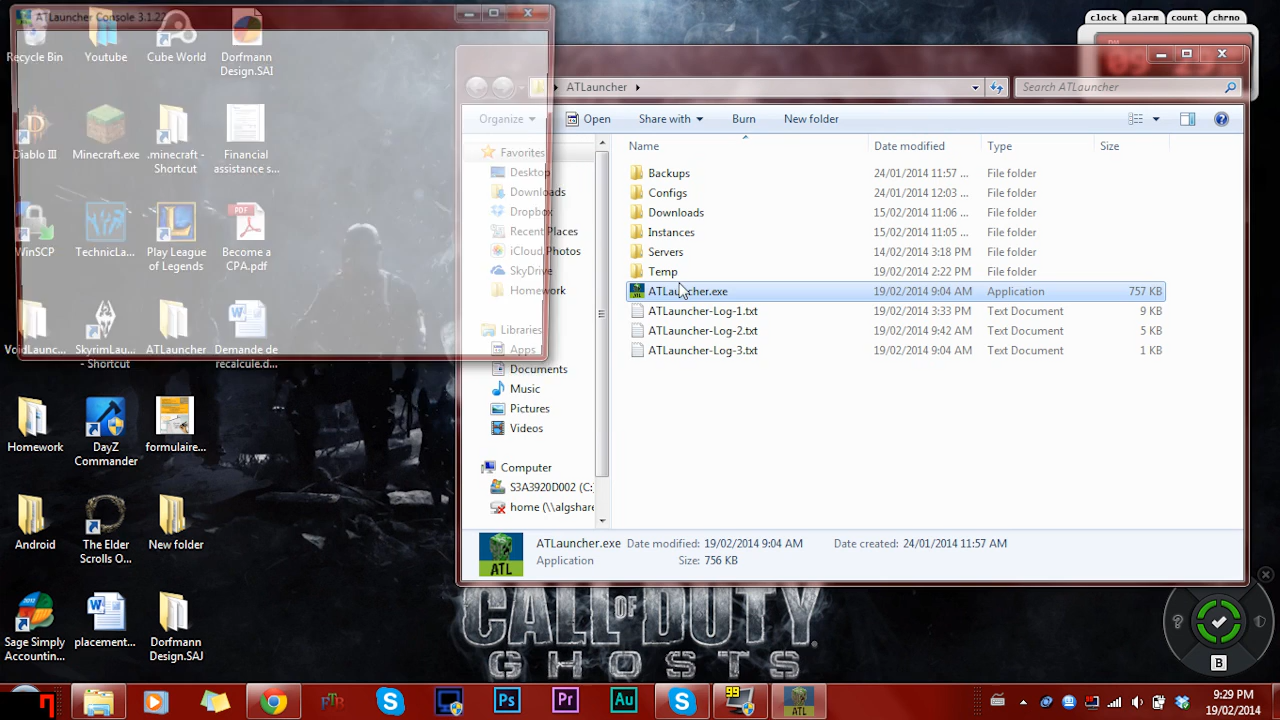 ATLauncher Console 3.1.22
clock alarm count chrno
Recycle Bin
Youtube
Cube World
Dorfmann
Design.SAI
Diablo III
Minecraft.exe
.minecraft -
Shortcut
Financial
assistance s...
WinSCP
TechnicLa...
Play League
of Legends
Become a
CPA.pdf
VoidLaunc...
SkyrimLau...
- Shortcut
ATLauncher
Demande de
recalcule.d...
Homework
DayZ
Commander
formulaire...
Android
The Elder
Scrolls O...
New folder
Sage Simply
Accountin...
placement...
Dorfmann
Design.SAJ
ATLauncher
Search ATLauncher
Organize Open Share with Burn New folder
Name Date modified Type Size
Favorites
Desktop
Downloads
Dropbox
Recent Places
iCloud Photos
SkyDrive
Homework
Libraries
Apps
Documents
Music
Pictures
Videos
Computer
S3A3920D002 (C:
home (\\algshare
Backups 24/01/2014 11:57 ... File folder
Configs 24/01/2014 12:03 ... File folder
Downloads 15/02/2014 11:06 ... File folder
Instances 15/02/2014 11:05 ... File folder
Servers 14/02/2014 3:18 PM File folder
Temp 19/02/2014 2:22 PM File folder
ATLauncher.exe 19/02/2014 9:04 AM Application 757 KB
ATLauncher-Log-1.txt 19/02/2014 3:33 PM Text Document 9 KB
ATLauncher-Log-2.txt 19/02/2014 9:42 AM Text Document 5 KB
ATLauncher-Log-3.txt 19/02/2014 9:04 AM Text Document 1 KB
ATL
ATLauncher.exe Date modified: 19/02/2014 9:04 AM Date created: 24/01/2014 11:57 AM
Application Size: 756 KB
CALL OF DUTY
GHOSTS
B
FTB
Ps
Pr
Au
99
ATL
9:29 PM
19/02/2014